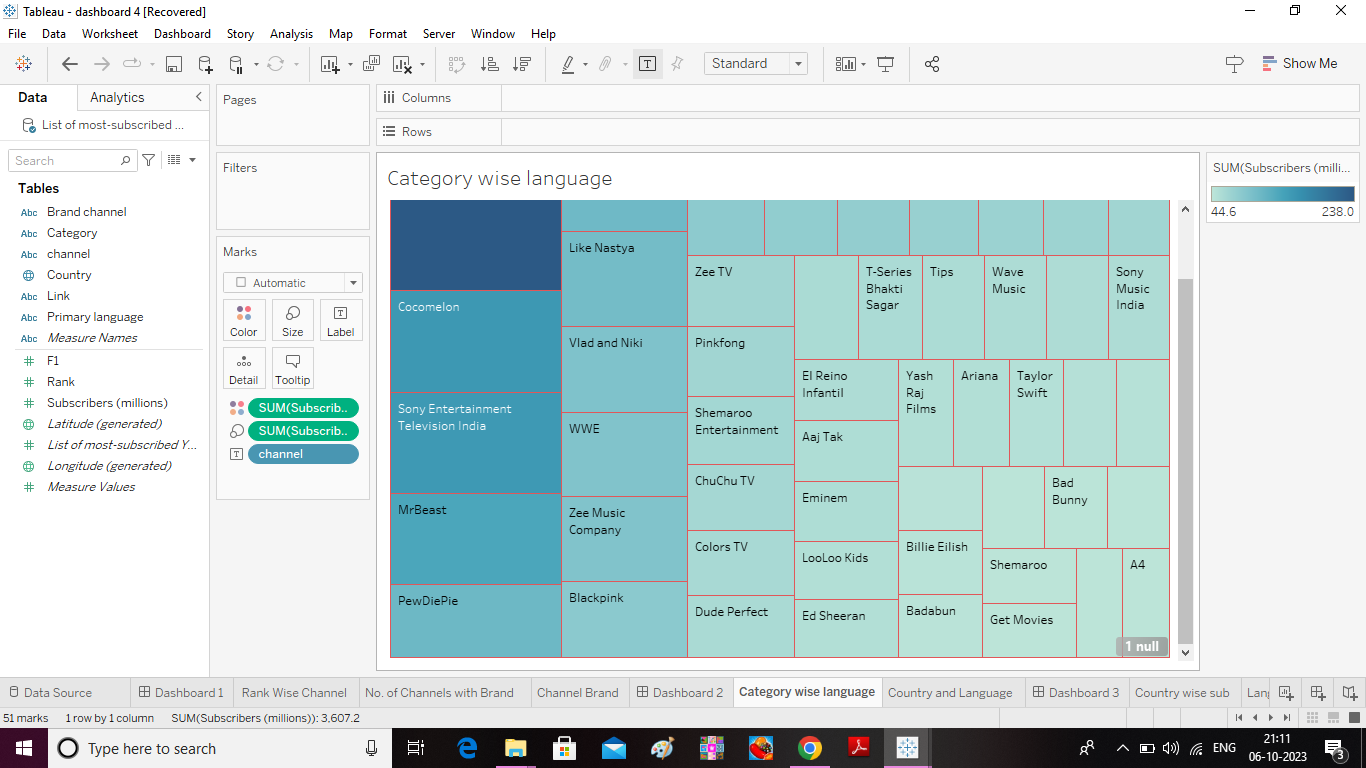 Tableau - dashboard 4 [Recovered]
File Data Worksheet Dashboard Story Analysis Map Format Server Window Help
Standard
Show Me
Data Analytics
List of most-subscribed ...
Search
Tables
Abc Brand channel
Abc Category
Abc channel
Country
Abc Link
Abc Primary language
Abc Measure Names
F1
Rank
Subscribers (millions)
Latitude (generated)
List of most-subscribed Y...
Longitude (generated)
Measure Values
Pages
Filters
Marks
Automatic
Color Size Label
Detail Tooltip
SUM(Subscrib..
SUM(Subscrib..
channel
Columns
Rows
Category wise language
Cocomelon
Sony Entertainment
Television India
MrBeast
PewDiePie
Like Nastya
Vlad and Niki
WWE
Zee Music
Company
Blackpink
Zee TV
Pinkfong
Shemaroo
Entertainment
ChuChu TV
Colors TV
Dude Perfect
T-Series
Bhakti
Sagar
Tips
Wave
Music
Sony
Music
India
El Reino
Infantil
Aaj Tak
Eminem
LooLoo Kids
Ed Sheeran
Yash
Raj
Films
Ariana
Taylor
Swift
Bad
Bunny
Billie Eilish
Badabun
Shemaroo
Get Movies
A4
1 null
SUM(Subscribers (milli...
44.6 238.0
Data Source Dashboard 1 Rank Wise Channel No. of Channels with Brand Channel Brand Dashboard 2 Category wise language Country and Language Dashboard 3 Country wise sub Lang
51 marks 1 row by 1 column SUM(Subscribers (millions)): 3,607.2
Type here to search
ENG
21:11
06-10-2023
3